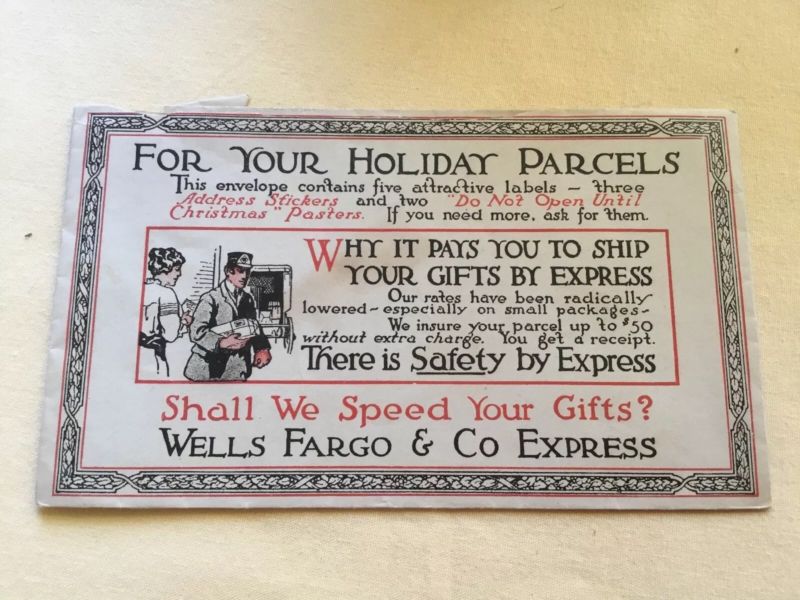 FOR YOUR HOLIDAY PARCELS
This envelope contains five attractive labels – three
Address Stickers and two "Do Not Open Until
Christmas" Pasters. If you need more, ask for them.
WHY IT PAYS YOU TO SHIP
YOUR GIFTS BY EXPRESS
Our rates have been radically
lowered – especially on small packages –
We insure your parcel up to $50
without extra charge. You get a receipt.
There is Safety by Express
Shall We Speed Your Gifts?
WELLS FARGO & CO EXPRESS